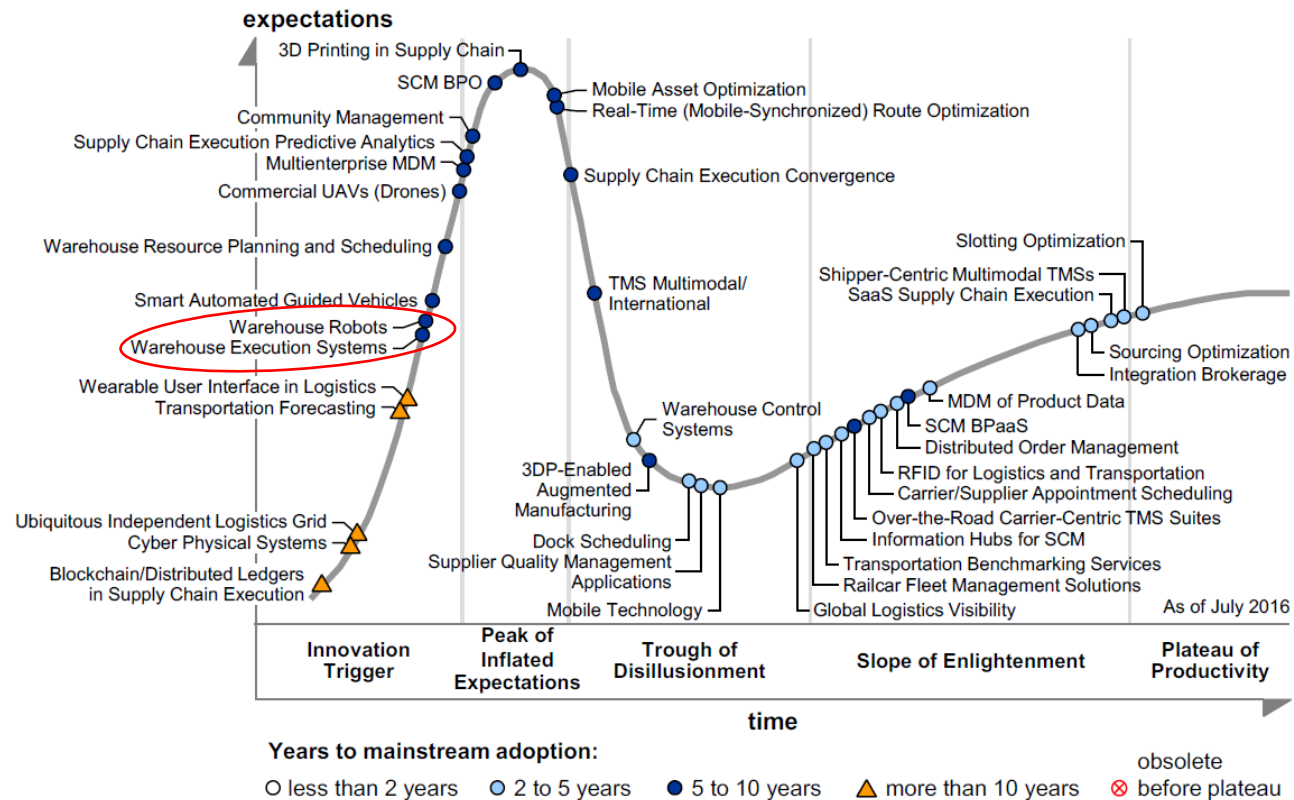 expectations
3D Printing in Supply Chain
SCM BPO
Community Management
Supply Chain Execution Predictive Analytics
Multienterprise MDM
Commercial UAVs (Drones)
Warehouse Resource Planning and Scheduling
Smart Automated Guided Vehicles
Warehouse Robots
Warehouse Execution Systems
Wearable User Interface in Logistics
Transportation Forecasting
Ubiquitous Independent Logistics Grid
Cyber Physical Systems
Blockchain/Distributed Ledgers
in Supply Chain Execution
Mobile Asset Optimization
Real-Time (Mobile-Synchronized) Route Optimization
Supply Chain Execution Convergence
TMS Multimodal/
International
Warehouse Control
Systems
3DP-Enabled
Augmented
Manufacturing
Dock Scheduling
Supplier Quality Management
Applications
Mobile Technology
Slotting Optimization
Shipper-Centric Multimodal TMSs
SaaS Supply Chain Execution
Sourcing Optimization
Integration Brokerage
MDM of Product Data
SCM BPaaS
Distributed Order Management
RFID for Logistics and Transportation
Carrier/Supplier Appointment Scheduling
Over-the-Road Carrier-Centric TMS Suites
Information Hubs for SCM
Transportation Benchmarking Services
Railcar Fleet Management Solutions
Global Logistics Visibility
As of July 2016
Innovation
Trigger
Peak of
Inflated
Expectations
Trough of
Disillusionment
Slope of Enlightenment
Plateau of
Productivity
time
Years to mainstream adoption:
less than 2 years
2 to 5 years
5 to 10 years
more than 10 years
obsolete
before plateau